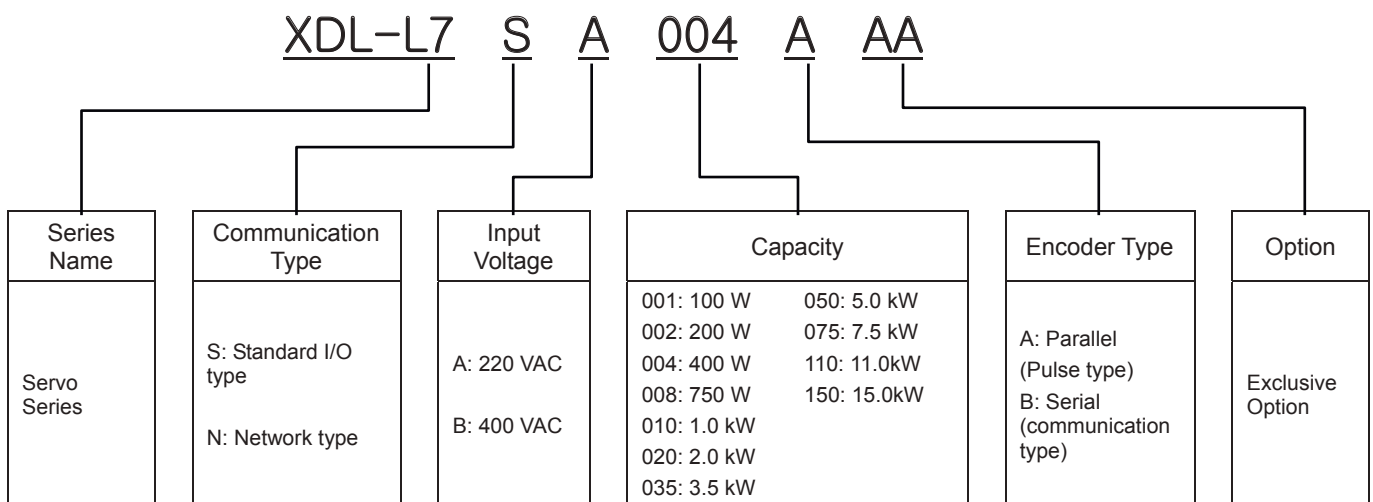 XDL-L7 S A 004 A AA
Series
Name
Servo
Series
Communication
Type
S: Standard I/O
type
N: Network type
Input
Voltage
A: 220 VAC
B: 400 VAC
Capacity
001: 100 W 050: 5.0 kW
002: 200 W 075: 7.5 kW
004: 400 W 110: 11.0kW
008: 750 W 150: 15.0kW
010: 1.0 kW
020: 2.0 kW
035: 3.5 kW
Encoder Type
A: Parallel
(Pulse type)
B: Serial
(communication
type)
Option
Exclusive
Option